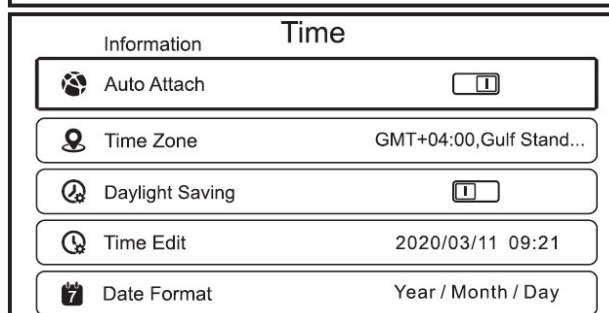 Time
Information
Auto Attach
Time Zone GMT+04:00,Gulf Stand...
Daylight Saving
Time Edit 2020/03/11 09:21
7 Date Format Year / Month / Day